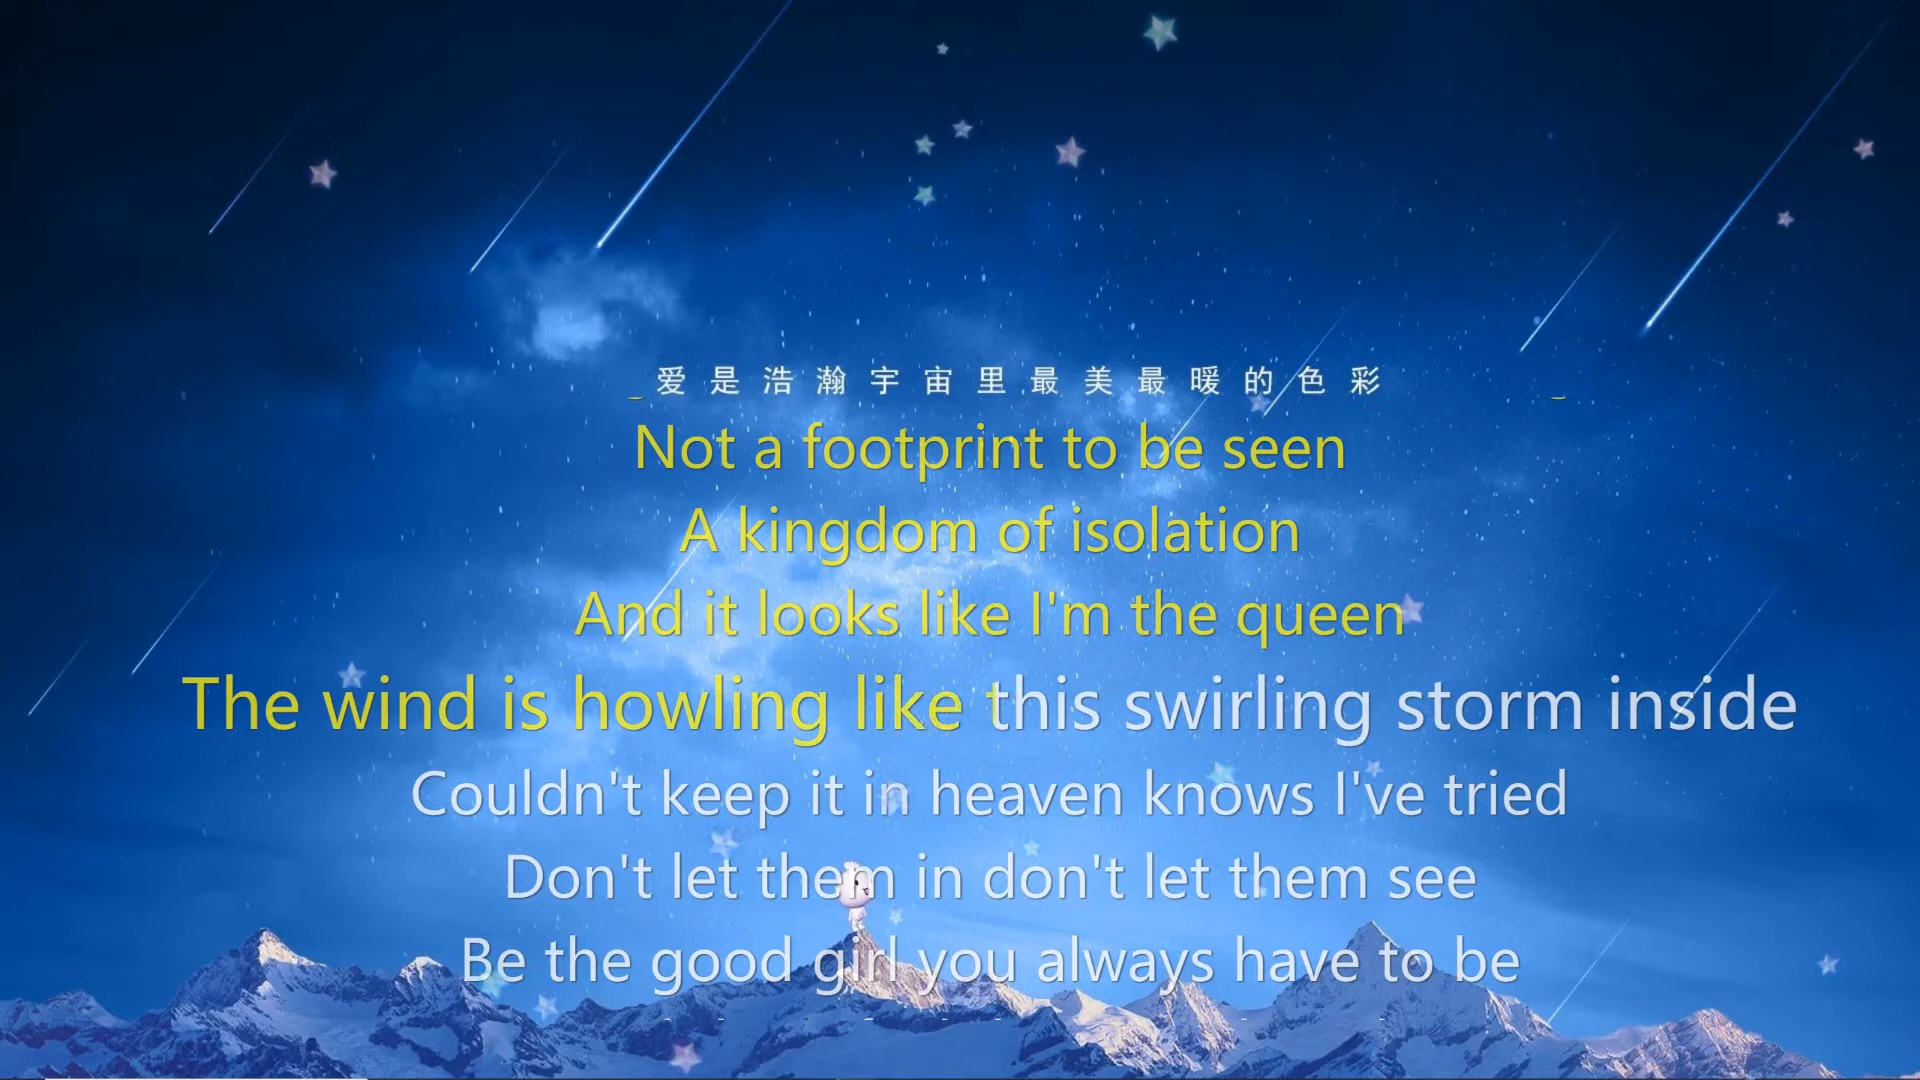 爱是浩瀚宇宙里最美最暖的色彩
Not a footprint to be seen
A kingdom of isolation
And it looks like I'm the queen
The wind is howling like this swirling storm inside
Couldn't keep it in heaven knows I've tried
Don't let them in don't let them see
Be the good girl you always have to be